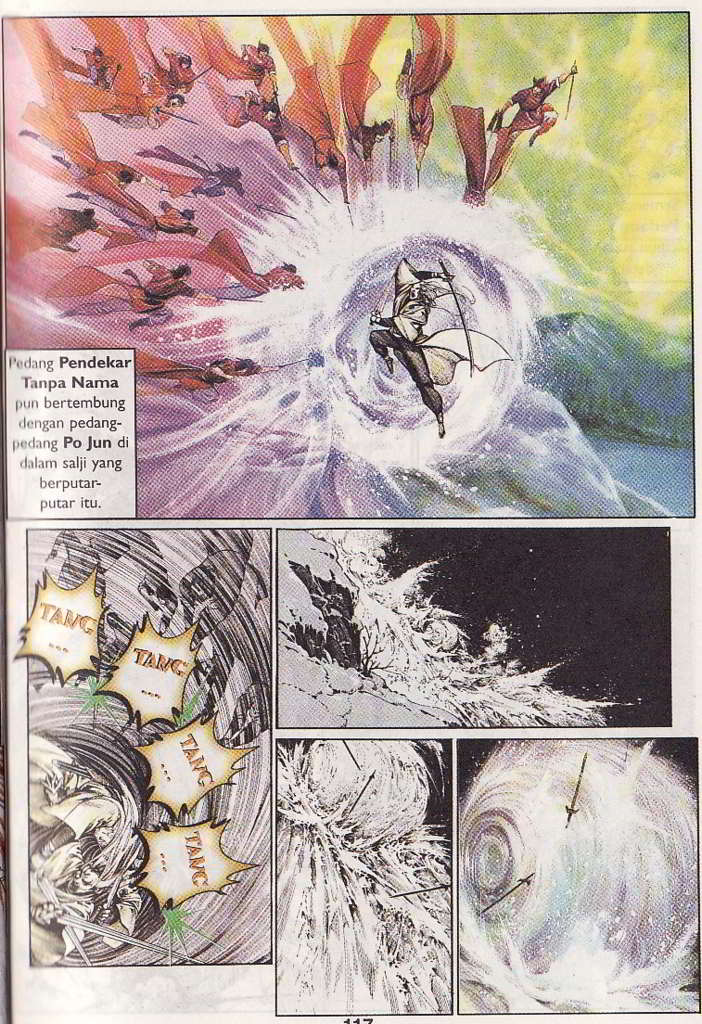 Pedang Pendekar
Tanpa Nama
pun bertembung
dengan pedang-
pedang Po Jun di
dalam salji yang
berputar-
putar itu.
TANG
...
TANG
...
TANG
...
TANG
...
117